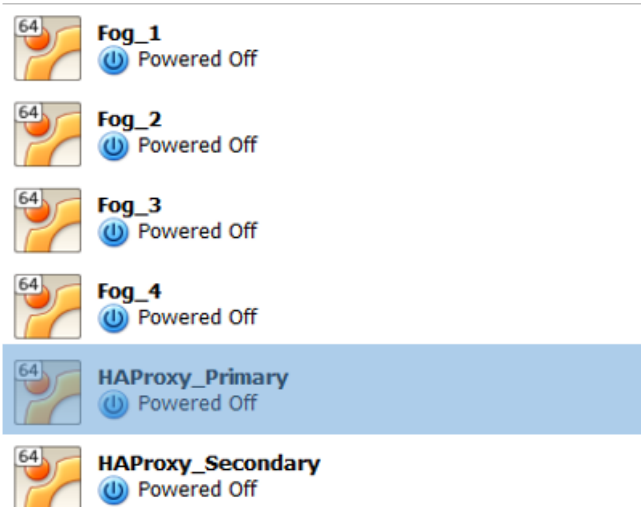 64
Fog_1
Powered Off
64
Fog_2
Powered Off
64
Fog_3
Powered Off
64
Fog_4
Powered Off
64
HAProxy_Primary
Powered Off
64
HAProxy_Secondary
Powered Off